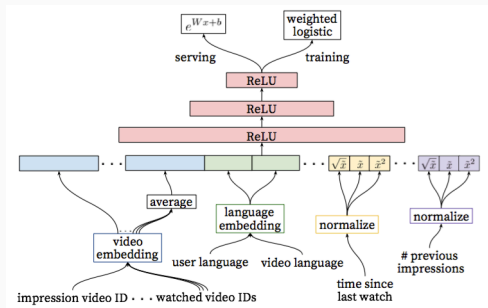 e^{Wx+b}
weighted
logistic
serving
training
ReLU
ReLU
ReLU
... √x̃ x̃ x̃² ... √x̃ x̃ x̃²
average
language
embedding
normalize
normalize
...
video
embedding
user language
video language
# previous
impressions
impression video ID ... watched video IDs
time since
last watch